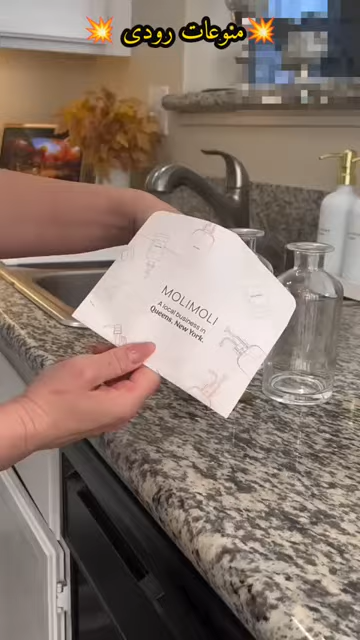 💥 منوعات رودى 💥
MOLIMOLI
A local business in
Queens, New York.